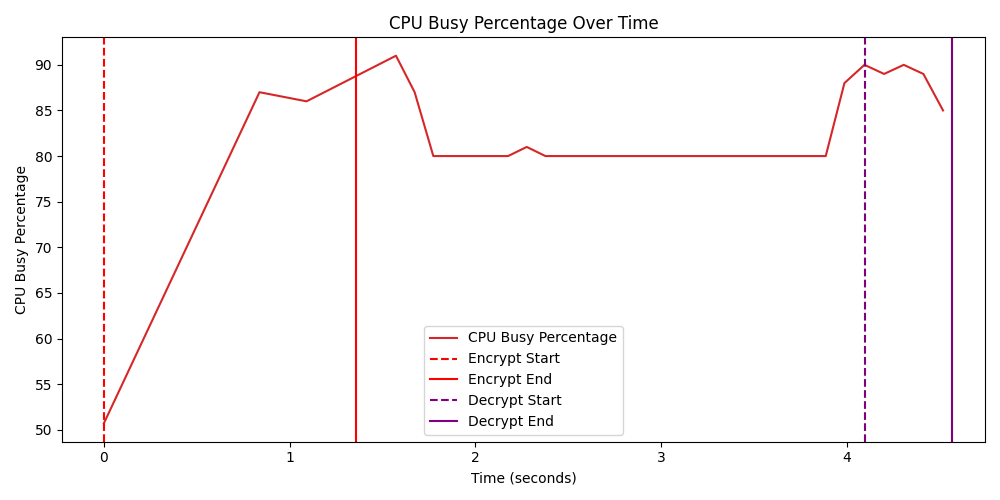 CPU Busy Percentage Over Time
CPU Busy Percentage
90
85
80
75
70
65
60
55
50
CPU Busy Percentage
Encrypt Start
Encrypt End
Decrypt Start
Decrypt End
0 1 2 3 4
Time (seconds)